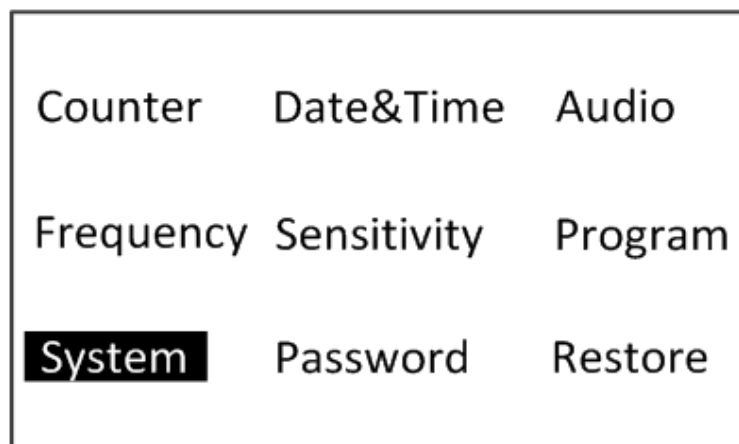 Counter Date&Time Audio
Frequency Sensitivity Program
System Password Restore